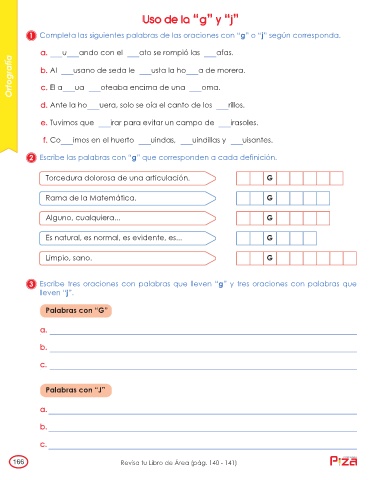 Uso de la “g” y “j”
1 Completa las siguientes palabras de las oraciones con “g” o “j” según corresponda.
a. ___u___ando con el ___ato se rompió las ___afas.
b. Al ___usano de seda le ___usta la ho___a de morera.
c. El a___ua ___oteaba encima de una ___oma.
d. Ante la ho___uera, solo se oía el canto de los ___rillos.
e. Tuvimos que ___irar para evitar un campo de ___irasoles.
f. Co___imos en el huerto ___uindas, ___uindillas y ___uisantes.
2 Escribe las palabras con “g” que corresponden a cada definición.
Torcedura dolorosa de una articulación. G
Rama de la Matemática. G
Alguno, cualquiera... G
Es natural, es normal, es evidente, es... G
Limpio, sano. G
3 Escribe tres oraciones con palabras que lleven “g” y tres oraciones con palabras que
lleven “j”.
Palabras con “G”
a.
b.
c.
Palabras con “J”
a.
b.
c.
Ortografía
166
Revisa tu Libro de Área (pág. 140 - 141)